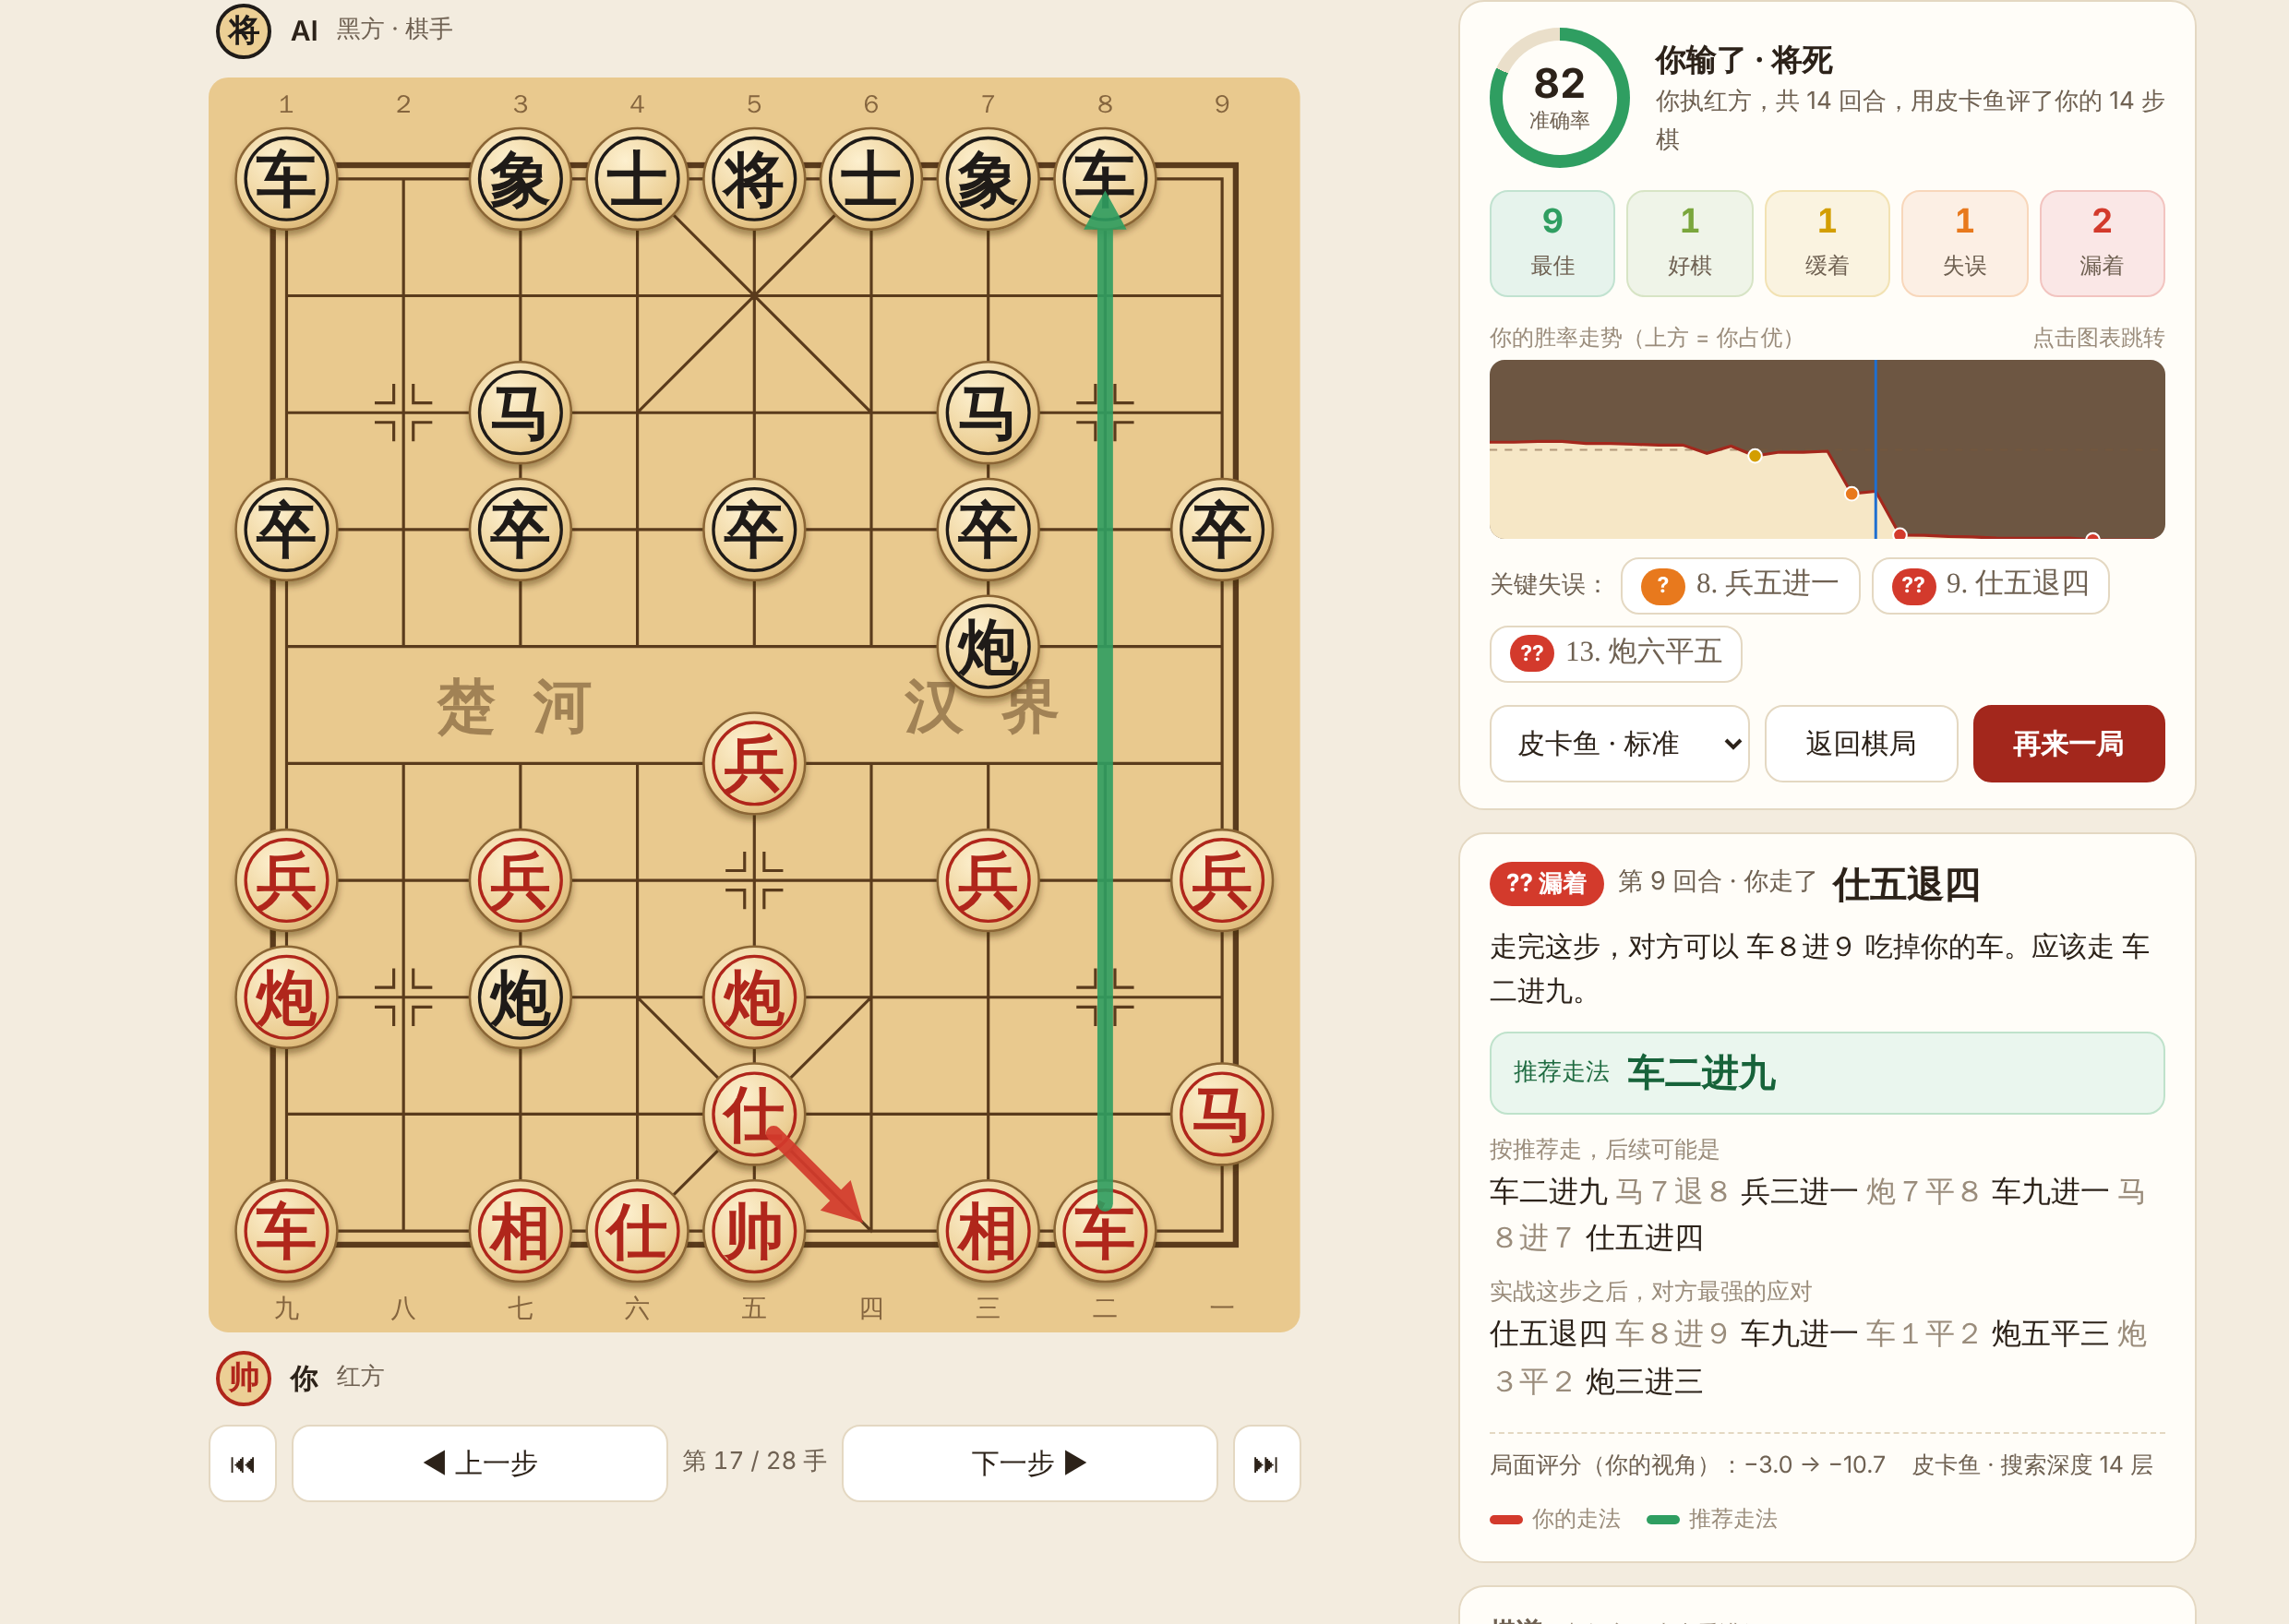 将 AI 黑方 · 棋手
1 2 3 4 5 6 7 8 9
车 象 士 将 士 象 车
马 马
卒 卒 卒 卒 卒
炮
楚 河 汉 界
兵
兵 兵 兵 兵
炮 炮 炮
仕 马
车 相 仕 帅 相 车
九 八 七 六 五 四 三 二 一
帅 你 红方
⏮ ◀ 上一步 第 17 / 28 手 下一步 ▶ ⏭
82
准确率
你输了 · 将死
你执红方，共 14 回合，用皮卡鱼评了你的 14 步
棋
9 1 1 1 2
最佳 好棋 缓着 失误 漏着
你的胜率走势（上方 = 你占优） 点击图表跳转
关键失误： ? 8. 兵五进一 ?? 9. 仕五退四
?? 13. 炮六平五
皮卡鱼 · 标准 返回棋局 再来一局
?? 漏着 第 9 回合 · 你走了 仕五退四
走完这步，对方可以 车８进９ 吃掉你的车。应该走 车
二进九。
推荐走法 车二进九
按推荐走，后续可能是
车二进九 马７退８ 兵三进一 炮７平８ 车九进一 马
８进７ 仕五进四
实战这步之后，对方最强的应对
仕五退四 车８进９ 车九进一 车１平２ 炮五平三 炮
３平２ 炮三进三
局面评分（你的视角）：−3.0 → −10.7 皮卡鱼 · 搜索深度 14 层
你的走法 推荐走法